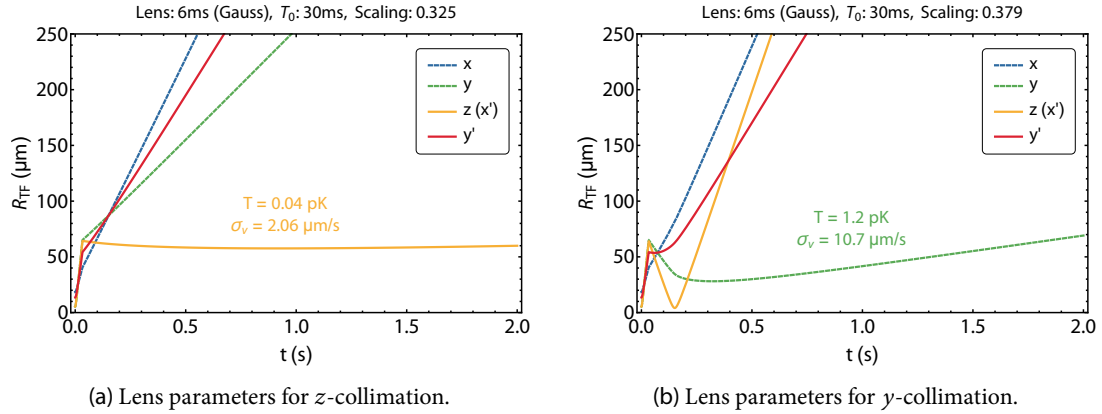 Lens: 6ms (Gauss), T₀: 30ms, Scaling: 0.325
250
200
150
100
50
0
R_TF (µm)
x
y
z (x')
y'
T = 0.04 pK
σᵥ = 2.06 µm/s
0.0 0.5 1.0 1.5 2.0
t (s)
(a) Lens parameters for z-collimation.
Lens: 6ms (Gauss), T₀: 30ms, Scaling: 0.379
250
200
150
100
50
0
R_TF (µm)
x
y
z (x')
y'
T = 1.2 pK
σᵥ = 10.7 µm/s
0.0 0.5 1.0 1.5 2.0
t (s)
(b) Lens parameters for y-collimation.